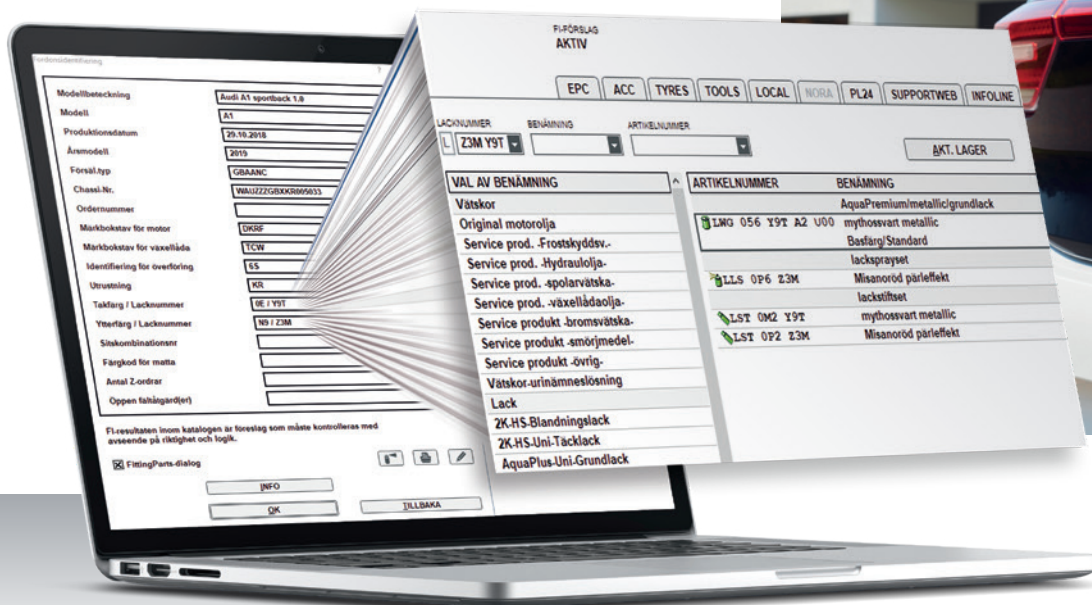 Fordonsidentifiering
Modellbeteckning Audi A1 sportback 1.0
Modell A1
Produktionsdatum 29.10.2018
Årsmodell 2019
Försäl.typ GBAANC
Chassi-Nr. WAUZZZGBXKR005033
Ordernummer
Märkbokstav för motor DKRF
Märkbokstav för växellåda TCW
Identifiering för överföring 6S
Utrustning KR
Takfärg / Lacknummer 0E / Y9T
Ytterfärg / Lacknummer N9 / Z3M
Sitskombinationsnr
Färgkod för matta
Antal Z-ordrar
Öppen fältåtgärd(er)
FI-resultaten inom katalogen är föreslag som måste kontrolleras med
avseende på riktighet och logik.
FittingParts-dialog
INFO
OK TILLBAKA
FI-FÖRSLAG
AKTIV
EPC ACC TYRES TOOLS LOCAL NORA PL24 SUPPORTWEB INFOLINE
LACKNUMMER BENÄMNING ARTIKELNUMMER
L Z3M Y9T AKT. LAGER
VAL AV BENÄMNING
Vätskor
Original motorolja
Service prod. -Frostskyddsv.-
Service prod. -Hydraulolja-
Service prod. -spolarvätska-
Service prod. -växellådaolja-
Service produkt -bromsvätska-
Service produkt -smörjmedel-
Service produkt -övrig-
Vätskor-urinämneslösning
Lack
2K-HS-Blandningslack
2K-HS-Uni-Täcklack
AquaPlus-Uni-Grundlack
ARTIKELNUMMER BENÄMNING
AquaPremium/metallic/grundlack
LWG 056 Y9T A2 U00 mythossvart metallic
Basfärg/Standard
lacksprayset
LLS 0P6 Z3M Misanoröd pärleffekt
lackstiftset
LST 0M2 Y9T mythossvart metallic
LST 0P2 Z3M Misanoröd pärleffekt